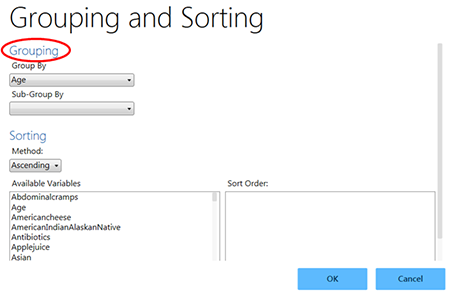 Grouping and Sorting
Grouping
Group By
Age
Sub-Group By
Sorting
Method:
Ascending
Available Variables
Sort Order:
Abdominalcramps
Age
Americancheese
AmericanIndianAlaskanNative
Antibiotics
Applejuice
Asian
OK
Cancel